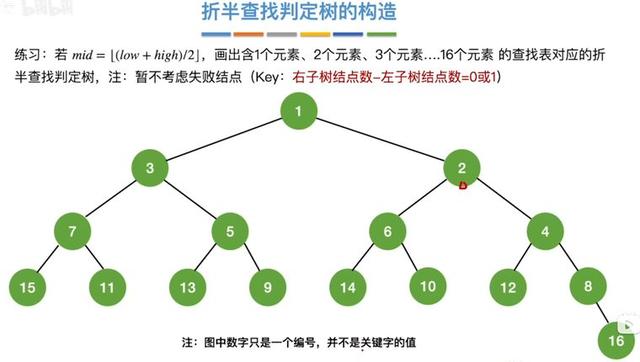 折半查找判定树的构造
练习：若 mid = ⌊(low + high)/2⌋，画出含1个元素、2个元素、3个元素….16个元素 的查找表对应的折
半查找判定树，注：暂不考虑失败结点（Key：右子树结点数–左子树结点数=0或1）
1
3 2
7 5 6 4
15 11 13 9 14 10 12 8
16
注：图中数字只是一个编号，并不是关键字的值